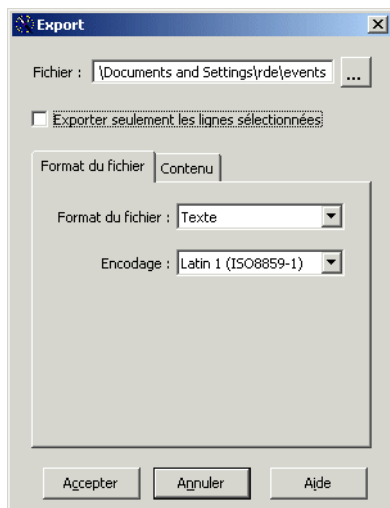 Export
Fichier : \Documents and Settings\rde\events ...
Exporter seulement les lignes sélectionnées
Format du fichier Contenu
Format du fichier : Texte
Encodage : Latin 1 (ISO8859-1)
Accepter Annuler Aide